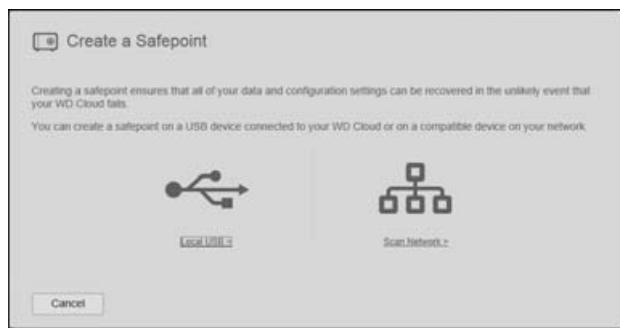 Create a Safepoint
Creating a safepoint ensures that all of your data and configuration settings can be recovered in the unlikely event that
your WD Cloud fails.
You can create a safepoint on a USB device connected to your WD Cloud or on a compatible device on your network
Local USB >
Scan Network >
Cancel